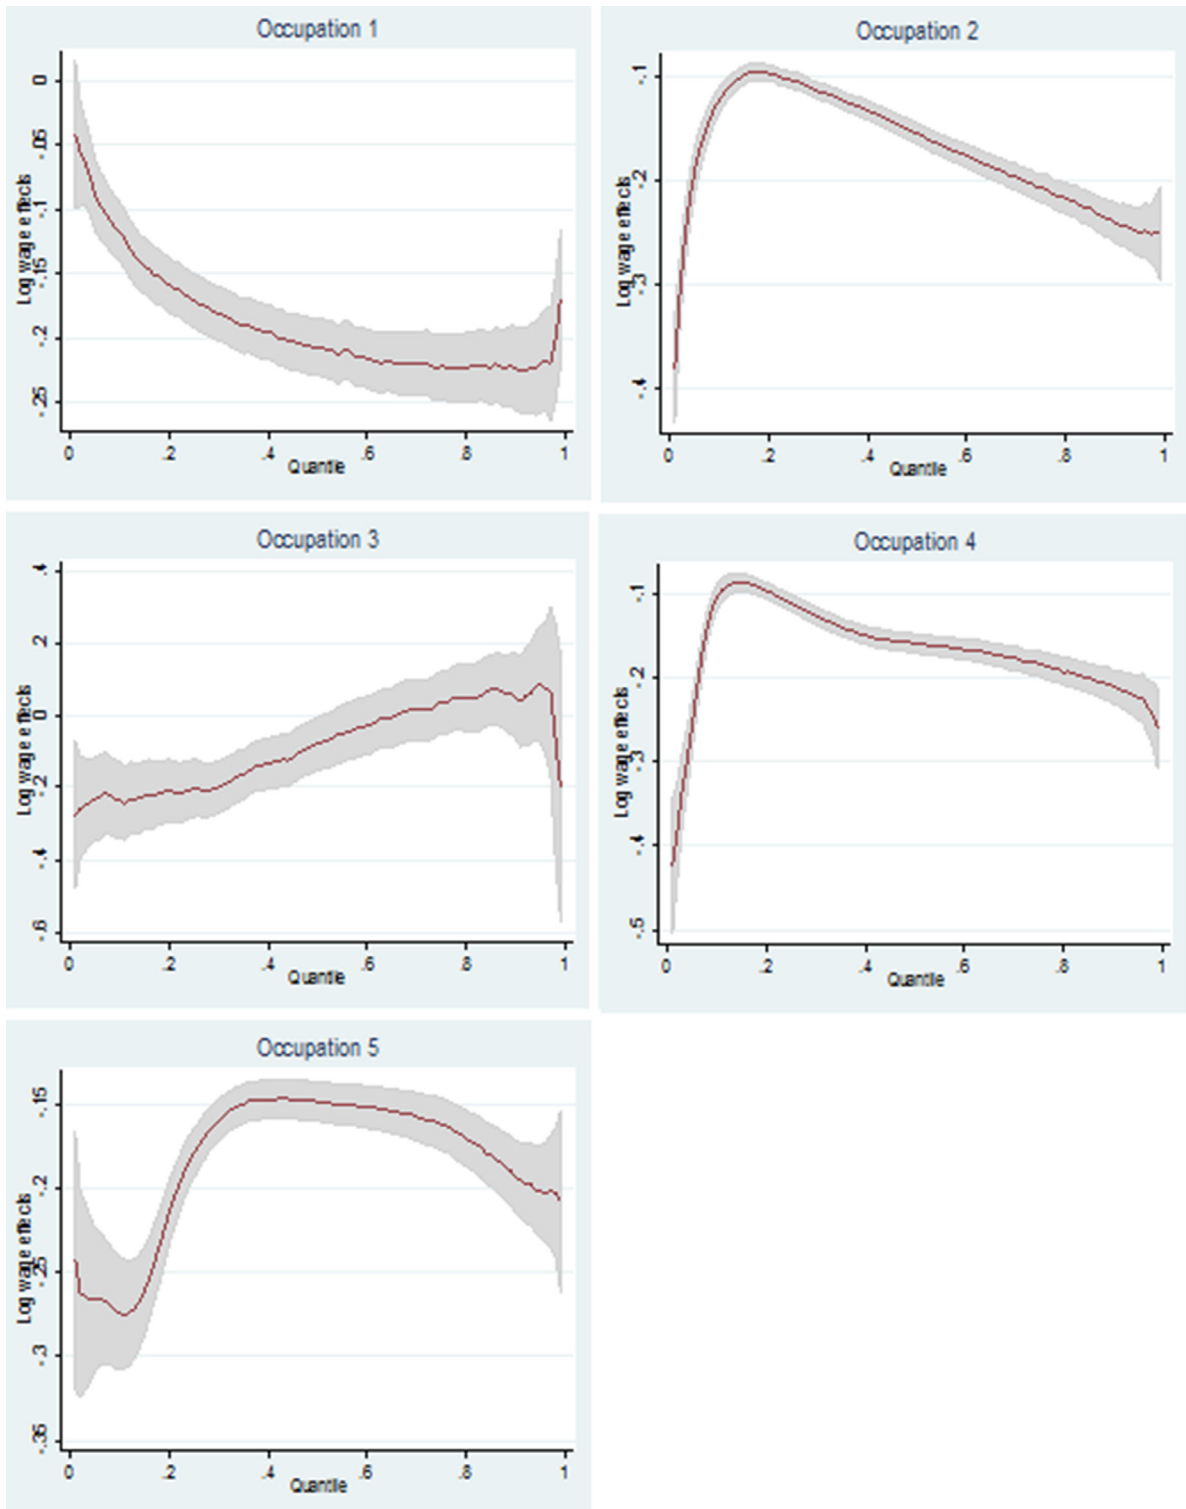 Occupation 1
Log wage effects
0
-.05
-.1
-.15
-.2
-.25
0 .2 .4 .6 .8 1
Quantile
Occupation 2
Log wage effects
-.1
-.2
-.3
-.4
0 .2 .4 .6 .8 1
Quantile
Occupation 3
Log wage effects
.4
.2
0
-.2
-.4
-.6
0 .2 .4 .6 .8 1
Quantile
Occupation 4
Log wage effects
-.1
-.2
-.3
-.4
-.5
0 .2 .4 .6 .8 1
Quantile
Occupation 5
Log wage effects
-.15
-.2
-.25
-.3
-.35
0 .2 .4 .6 .8 1
Quantile